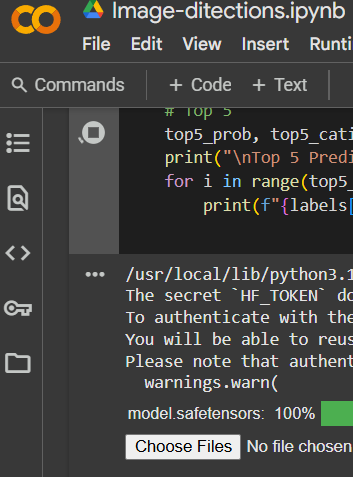 Image-ditections.ipynb
File Edit View Insert Runti
Commands + Code + Text
# Top 5
top5_prob, top5_cati
print("\nTop 5 Predi
for i in range(top5_
print(f"{labels[
/usr/local/lib/python3.1
The secret `HF_TOKEN` do
To authenticate with the
You will be able to reus
Please note that authent
warnings.warn(
model.safetensors: 100%
Choose Files No file chosen